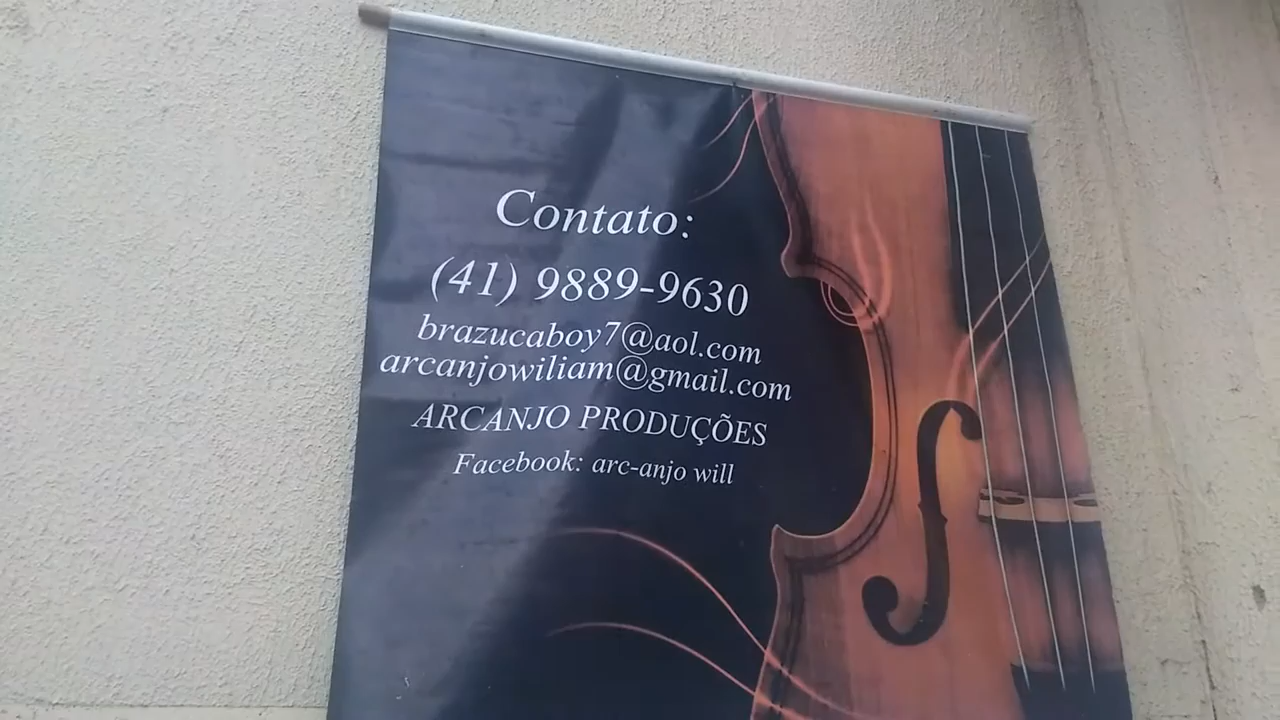 Contato:
(41) 9889-9630
brazucaboy7@aol.com
arcanjowiliam@gmail.com
ARCANJO PRODUÇÕES
Facebook: arc-anjo will